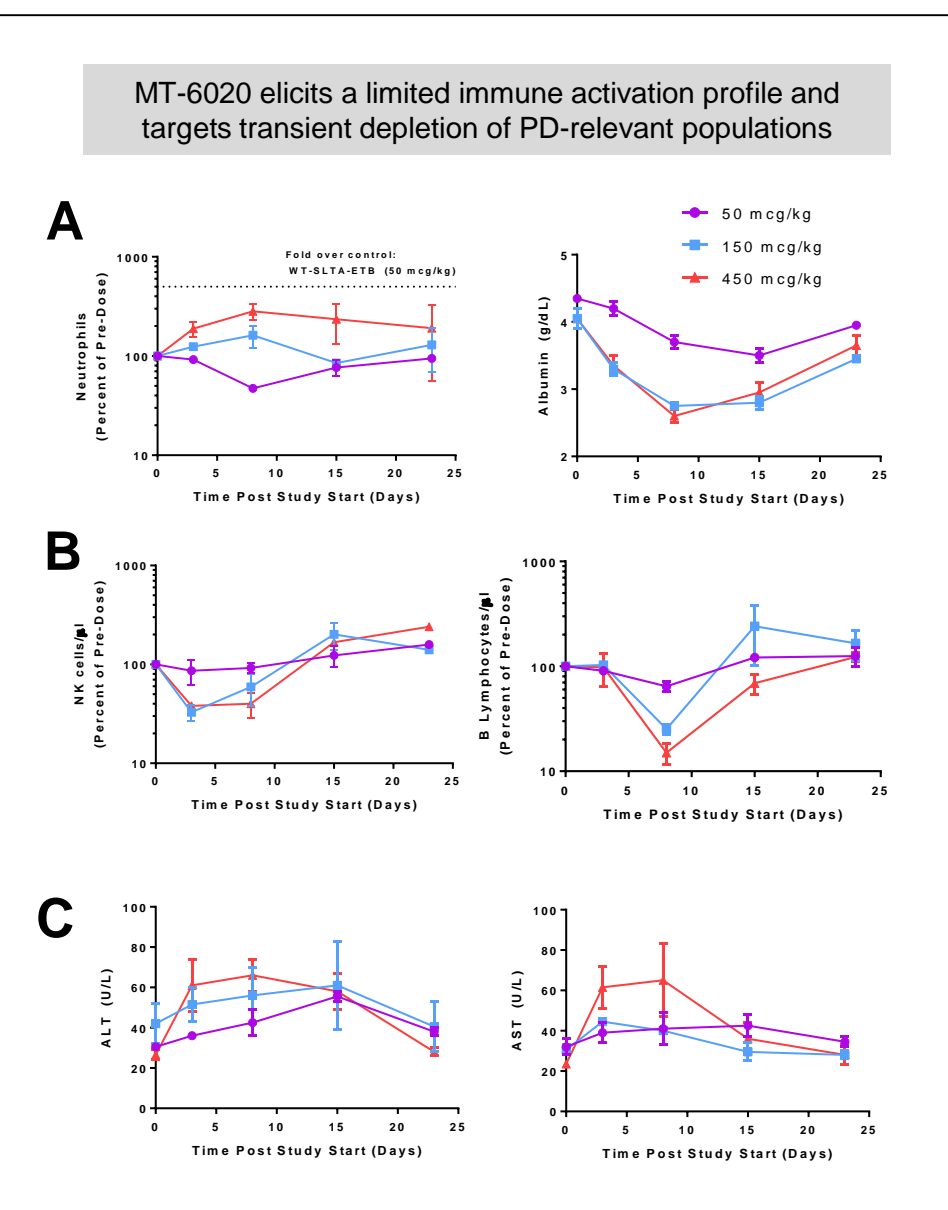 MT-6020 elicits a limited immune activation profile and
targets transient depletion of PD-relevant populations
A
Neutrophils
(Percent of Pre-Dose)
1000
100
10
Fold over control:
WT-SLTA-ETB (50 mcg/kg)
0 5 10 15 20 25
Time Post Study Start (Days)
50 mcg/kg
150 mcg/kg
450 mcg/kg
Albumin (g/dL)
5
4
3
2
0 5 10 15 20 25
Time Post Study Start (Days)
B
NK cells/µl
(Percent of Pre-Dose)
1000
100
10
0 5 10 15 20 25
Time Post Study Start (Days)
B Lymphocytes/µl
(Percent of Pre-Dose)
1000
100
10
0 5 10 15 20 25
Time Post Study Start (Days)
C
ALT (U/L)
100
80
60
40
20
0
0 5 10 15 20 25
Time Post Study Start (Days)
AST (U/L)
100
80
60
40
20
0
0 5 10 15 20 25
Time Post Study Start (Days)